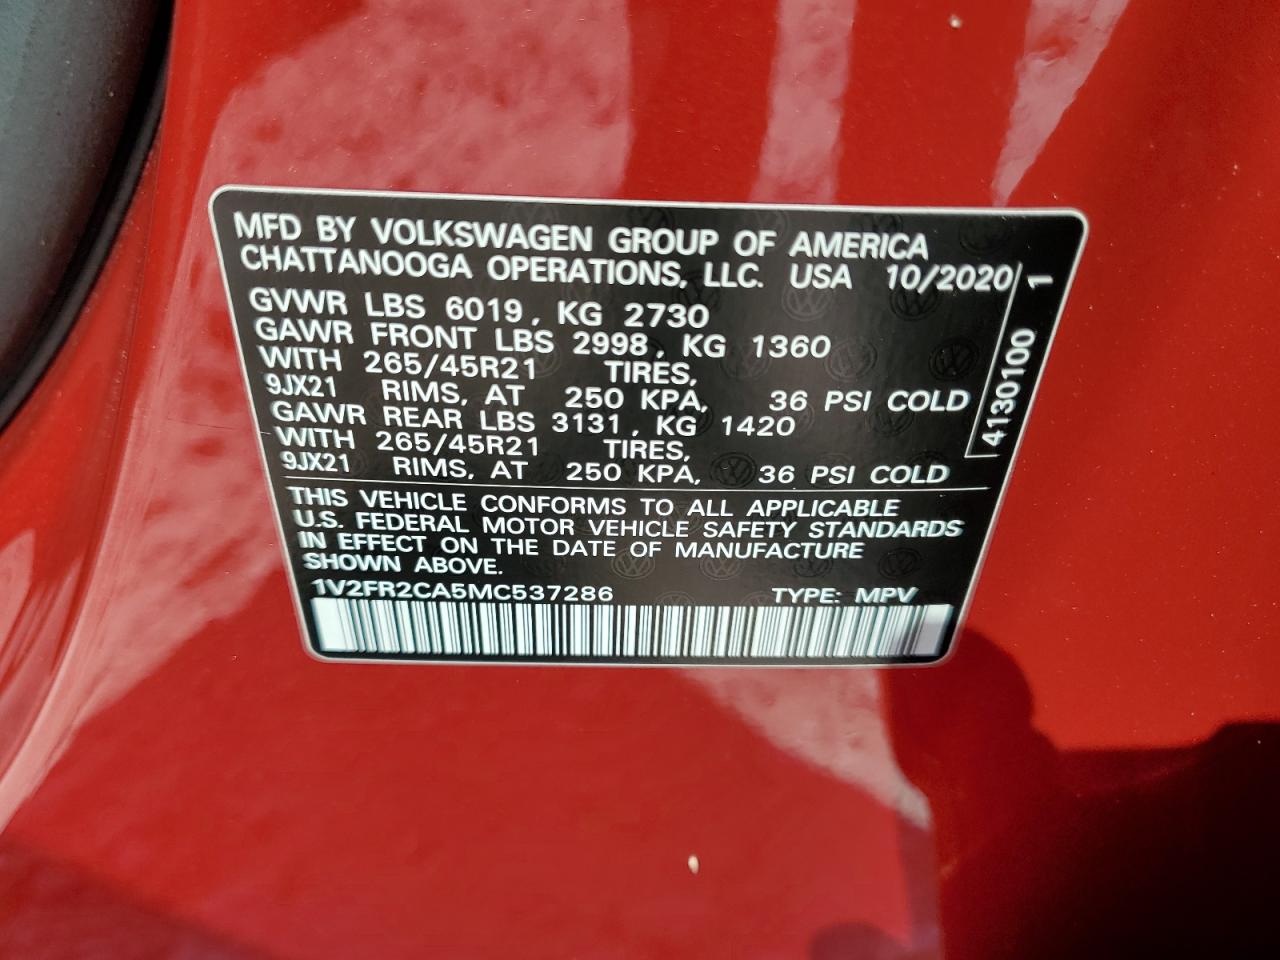 MFD BY VOLKSWAGEN GROUP OF AMERICA
CHATTANOOGA OPERATIONS, LLC. USA 10/2020
GVWR LBS 6019, KG 2730
GAWR FRONT LBS 2998, KG 1360
WITH 265/45R21 TIRES,
9JX21 RIMS, AT 250 KPA, 36 PSI COLD
GAWR REAR LBS 3131, KG 1420
WITH 265/45R21 TIRES,
9JX21 RIMS, AT 250 KPA, 36 PSI COLD
THIS VEHICLE CONFORMS TO ALL APPLICABLE
U.S. FEDERAL MOTOR VEHICLE SAFETY STANDARDS
IN EFFECT ON THE DATE OF MANUFACTURE
SHOWN ABOVE.
1V2FR2CA5MC537286 TYPE: MPV
4130100 1